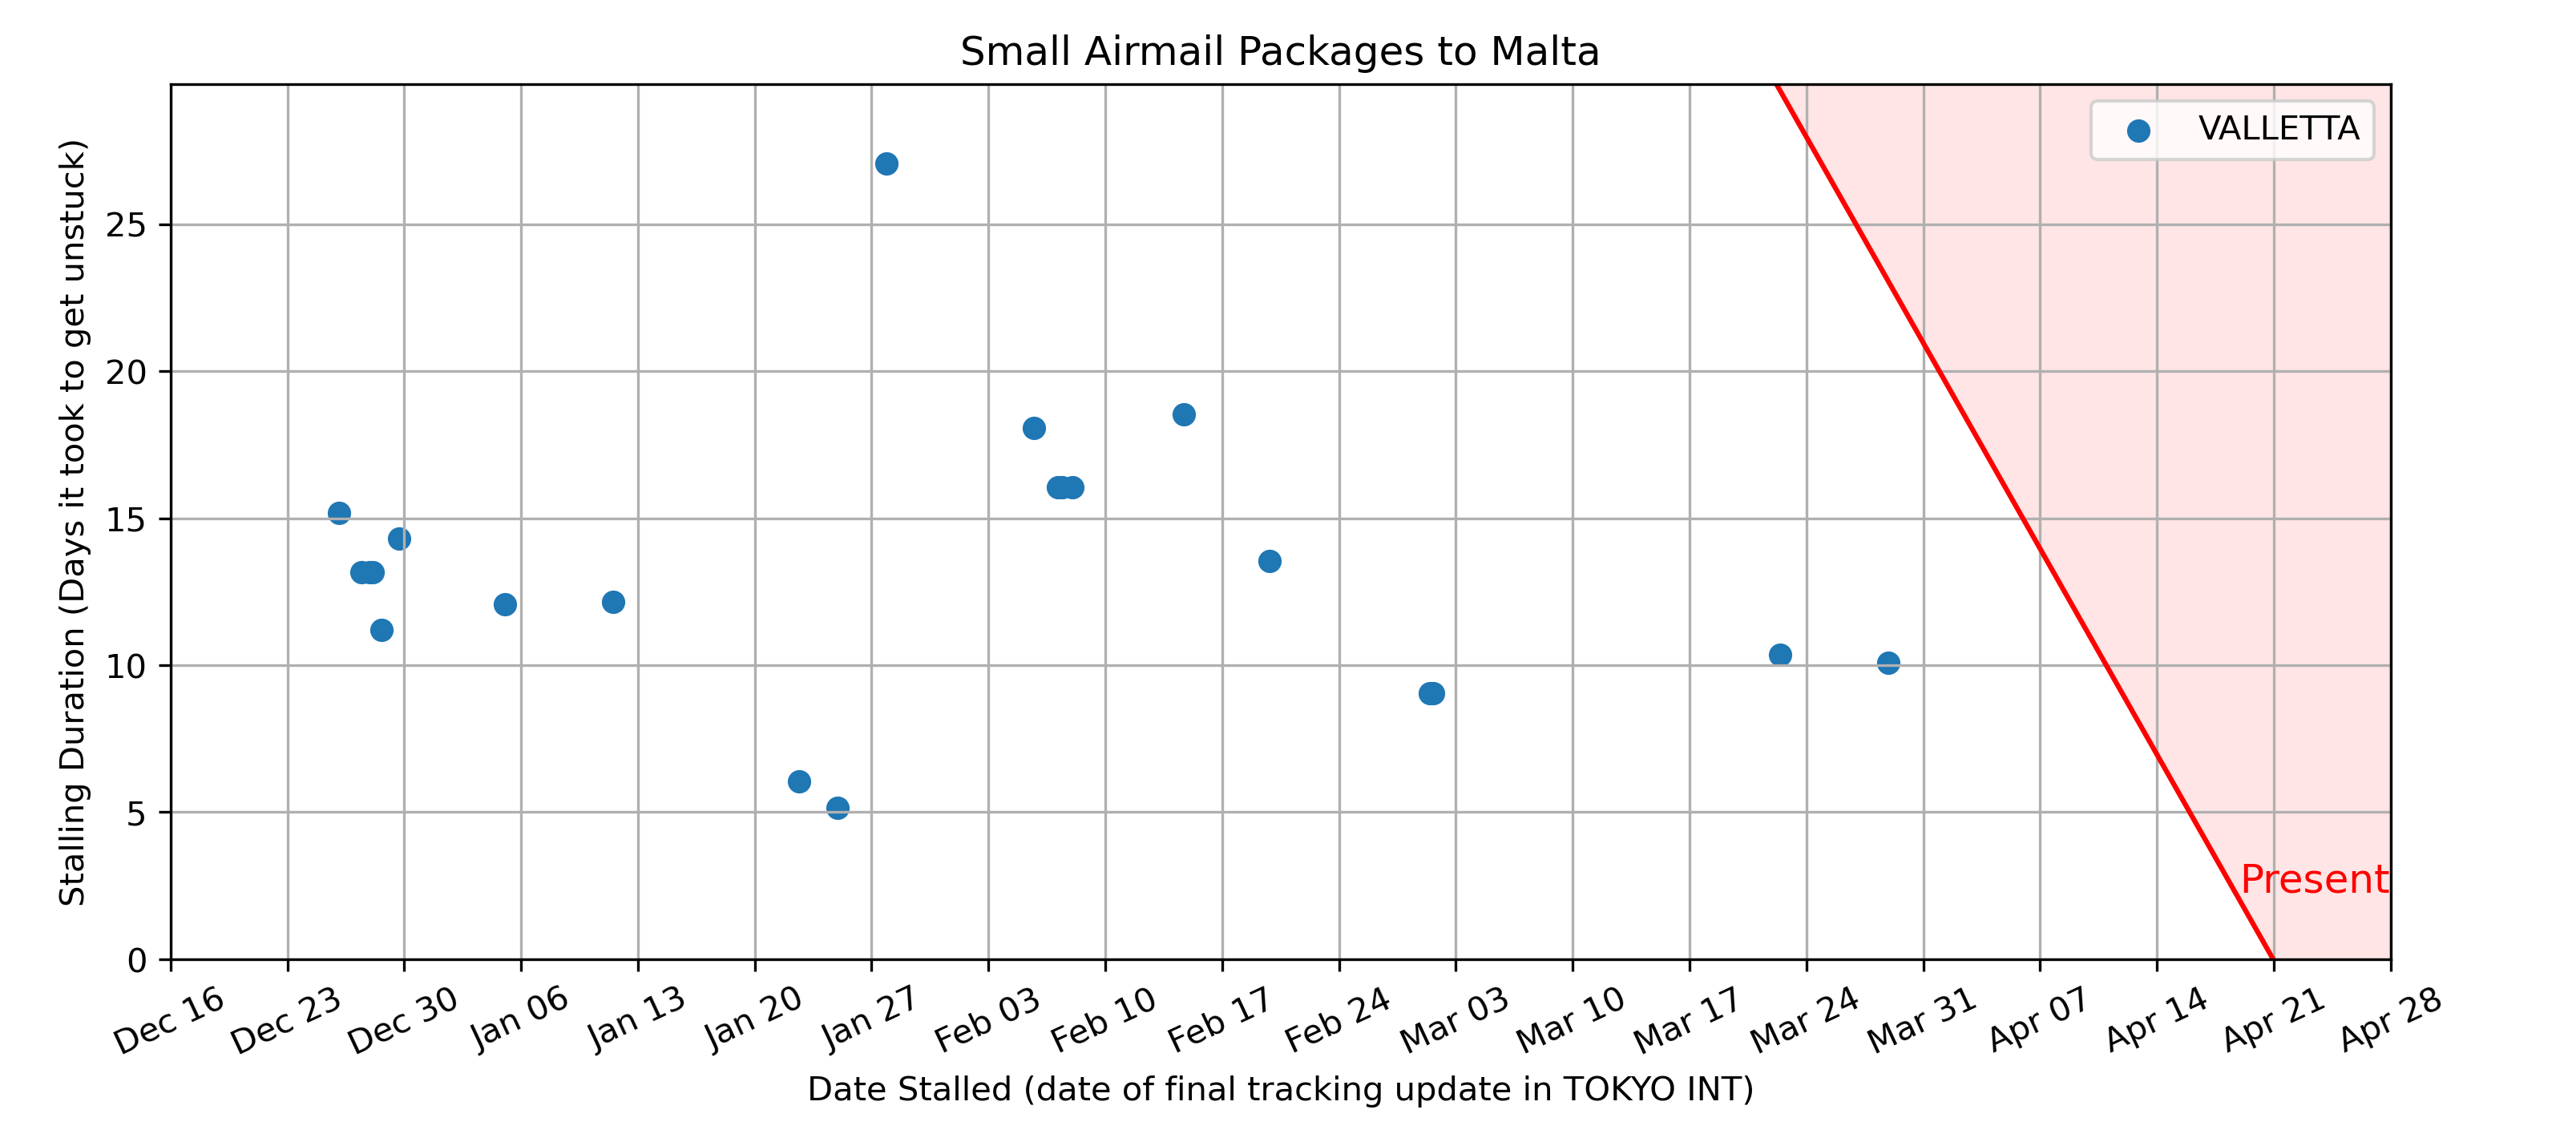 Small Airmail Packages to Malta
VALLETTA
Stalling Duration (Days it took to get unstuck)
25
20
15
10
5
0
Present
Dec 16 Dec 23 Dec 30 Jan 06 Jan 13 Jan 20 Jan 27 Feb 03 Feb 10 Feb 17 Feb 24 Mar 03 Mar 10 Mar 17 Mar 24 Mar 31 Apr 07 Apr 14 Apr 21 Apr 28
Date Stalled (date of final tracking update in TOKYO INT)